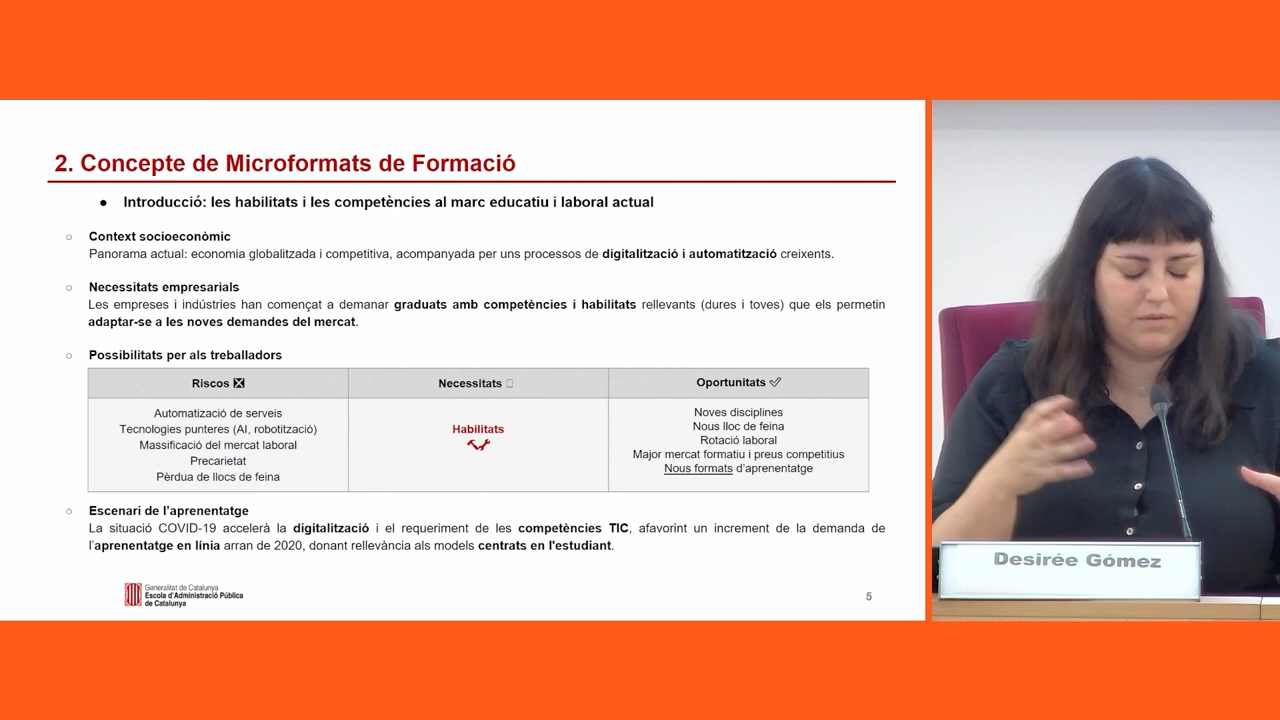 2. Concepte de Microformats de Formació
● Introducció: les habilitats i les competències al marc educatiu i laboral actual
○ Context socioeconòmic
Panorama actual: economia globalitzada i competitiva, acompanyada per uns processos de digitalització i automatització creixents.
○ Necessitats empresarials
Les empreses i indústries han començat a demanar graduats amb competències i habilitats rellevants (dures i toves) que els permetin
adaptar-se a les noves demandes del mercat.
○ Possibilitats per als treballadors
Riscos
Automatizació de serveis
Tecnologies punteres (AI, robotització)
Massificació del mercat laboral
Precarietat
Pèrdua de llocs de feina
Necessitats
Habilitats
Oportunitats
Noves disciplines
Nous lloc de feina
Rotació laboral
Major mercat formatiu i preus competitius
Nous formats d'aprenentatge
○ Escenari de l'aprenentatge
La situació COVID-19 accelerà la digitalització i el requeriment de les competències TIC, afavorint un increment de la demanda de
l'aprenentatge en línia arran de 2020, donant rellevància als models centrats en l'estudiant.
Generalitat de Catalunya
Escola d'Administració Pública
de Catalunya
5
Desirée Gómez